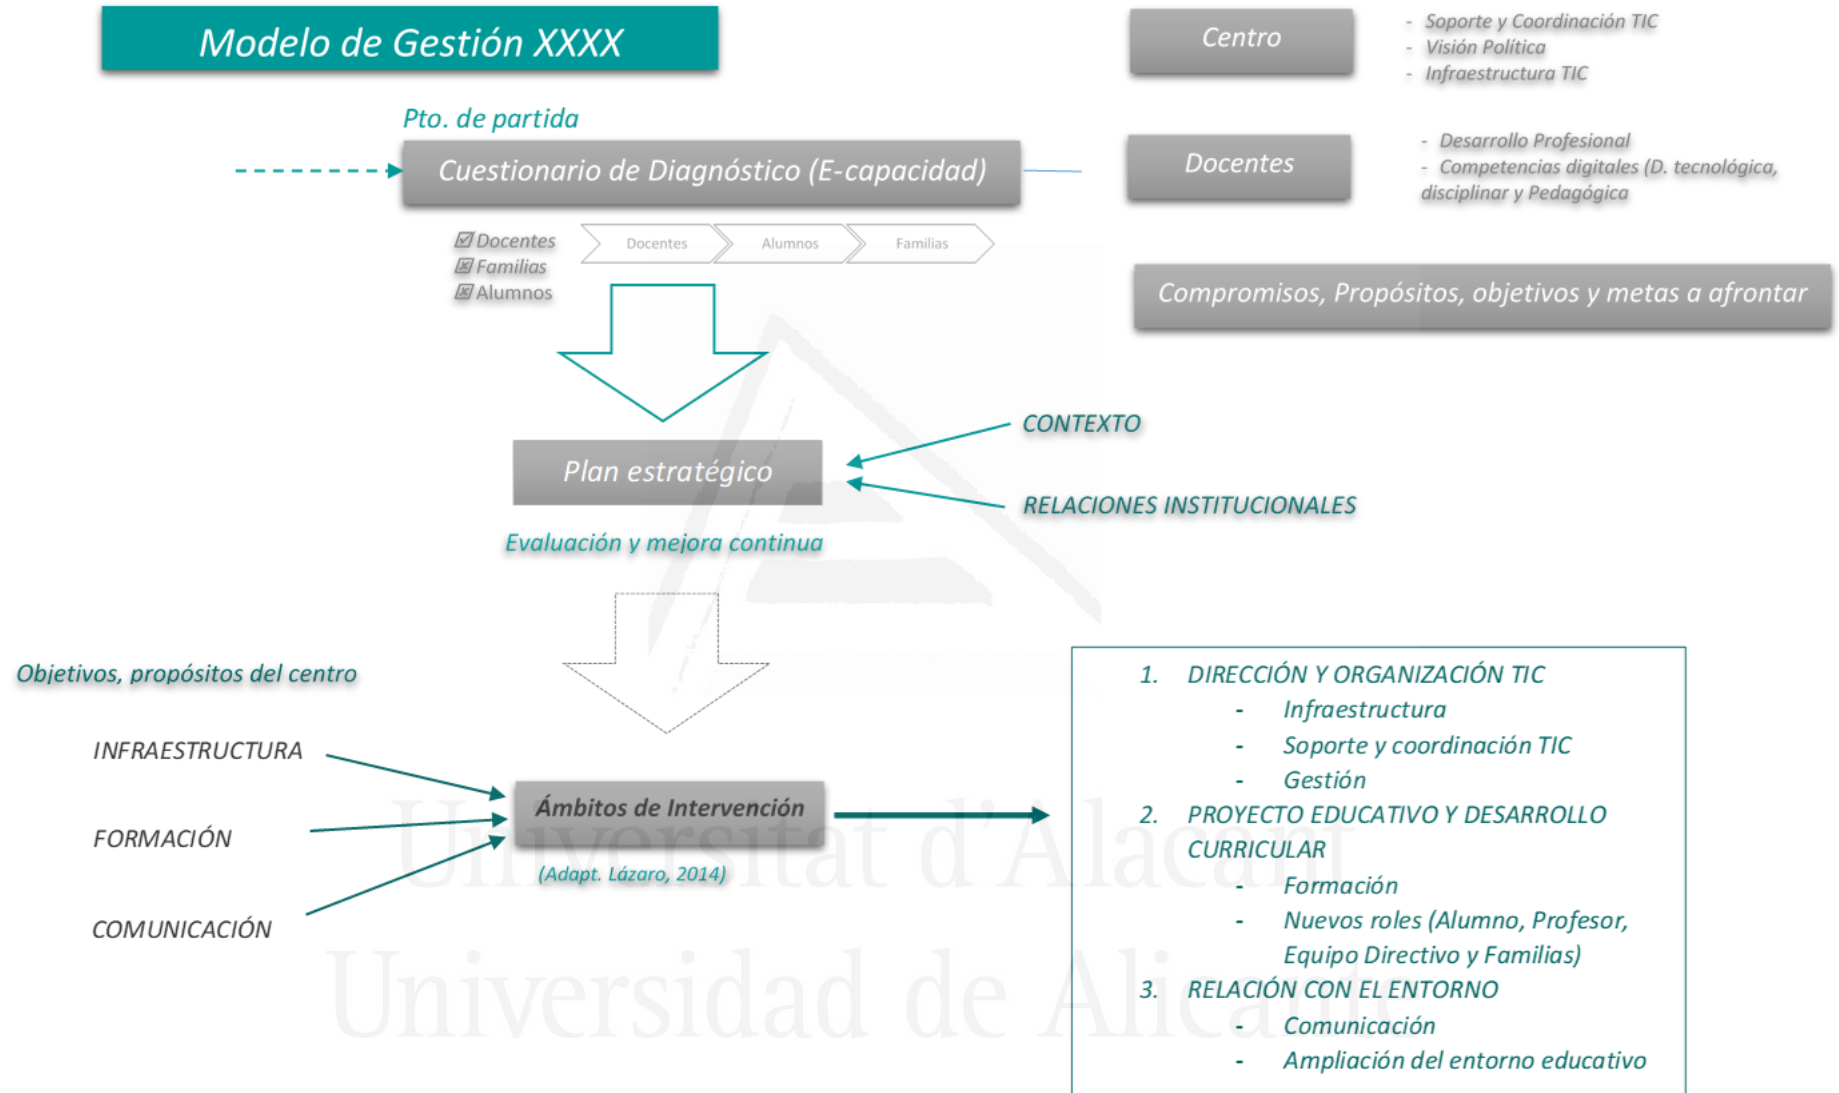 Modelo de Gestión XXXX
Pto. de partida
Cuestionario de Diagnóstico (E-capacidad)
Docentes
Familias
Alumnos
Docentes
Alumnos
Familias
Centro
- Soporte y Coordinación TIC
- Visión Política
- Infraestructura TIC
Docentes
- Desarrollo Profesional
- Competencias digitales (D. tecnológica,
disciplinar y Pedagógica
Compromisos, Propósitos, objetivos y metas a afrontar
Plan estratégico
CONTEXTO
RELACIONES INSTITUCIONALES
Evaluación y mejora continua
Objetivos, propósitos del centro
INFRAESTRUCTURA
FORMACIÓN
COMUNICACIÓN
Ámbitos de Intervención
(Adapt. Lázaro, 2014)
1. DIRECCIÓN Y ORGANIZACIÓN TIC
- Infraestructura
- Soporte y coordinación TIC
- Gestión
2. PROYECTO EDUCATIVO Y DESARROLLO
CURRICULAR
- Formación
- Nuevos roles (Alumno, Profesor,
Equipo Directivo y Familias)
3. RELACIÓN CON EL ENTORNO
- Comunicación
- Ampliación del entorno educativo
Universitat d'Alacant
Universidad de Alicante